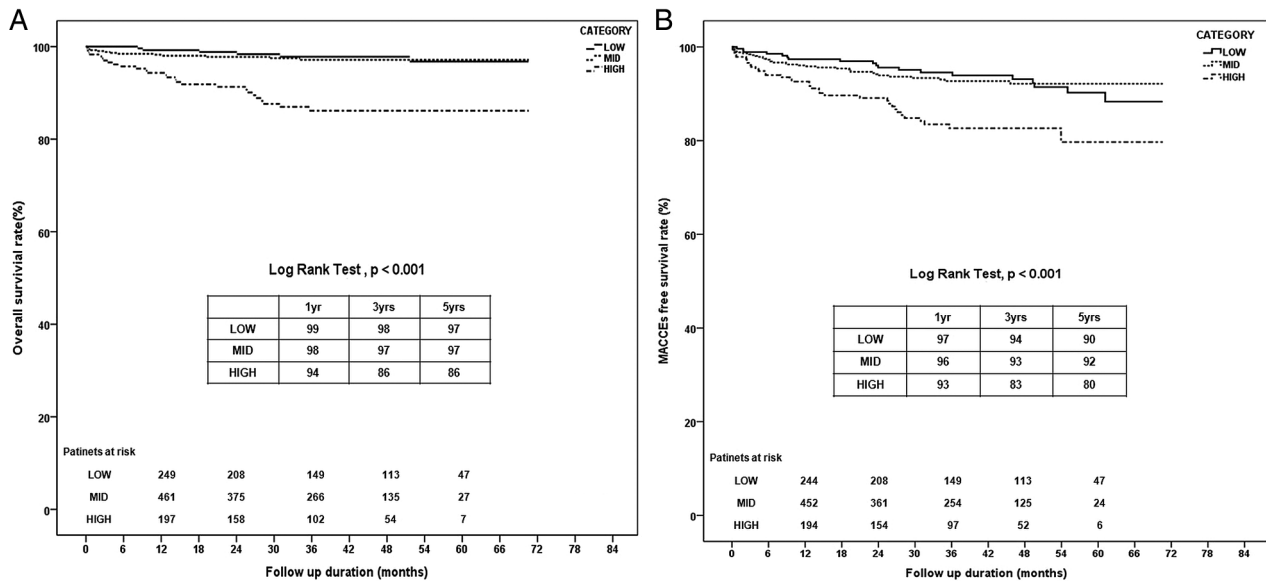 A
CATEGORY
LOW
MID
HIGH
100
80
60
40
20
0
Overall survivial rate(%)
Log Rank Test , p < 0.001
1yr 3yrs 5yrs
LOW 99 98 97
MID 98 97 97
HIGH 94 86 86
Patinets at risk
LOW 249 208 149 113 47
MID 461 375 266 135 27
HIGH 197 158 102 54 7
0 6 12 18 24 30 36 42 48 54 60 66 72 78 84
Follow up duration (months)
B
CATEGORY
LOW
MID
HIGH
100
80
60
40
20
0
MACCEs free survival rate (%)
Log Rank Test, p < 0.001
1yr 3yrs 5yrs
LOW 97 94 90
MID 96 93 92
HIGH 93 83 80
Patinets at risk
LOW 244 208 149 113 47
MID 452 361 254 125 24
HIGH 194 154 97 52 6
0 6 12 18 24 30 36 42 48 54 60 66 72 78 84
Follow up duration (months)